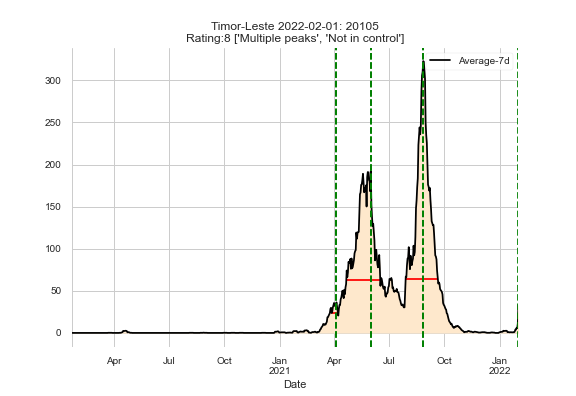 Timor-Leste 2022-02-01: 20105
Rating:8 ['Multiple peaks', 'Not in control']
Average-7d
300
250
200
150
100
50
0
Apr Jul Oct Jan Apr Jul Oct Jan
2021 2022
Date